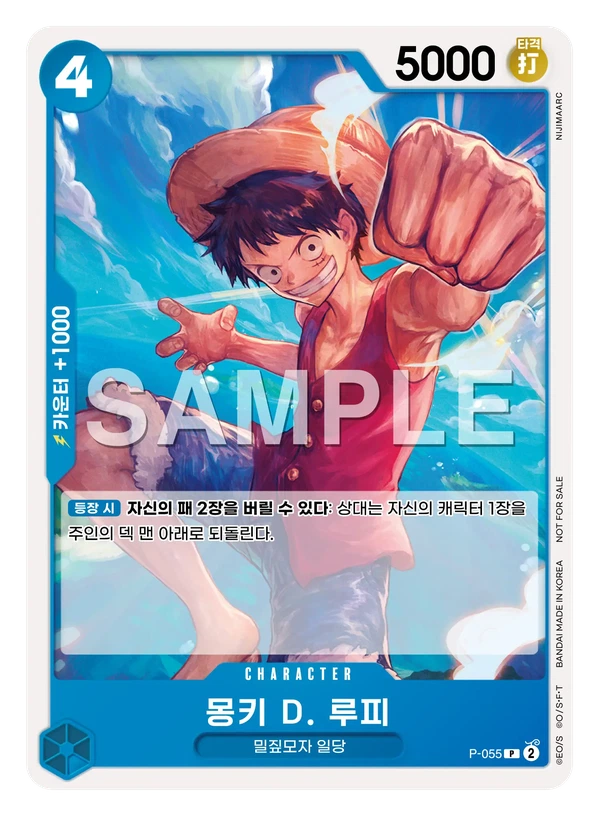 4
5000
타격
打
NIJIMAARC
⚡카운터 +1000
SAMPLE
등장 시 자신의 패 2장을 버릴 수 있다: 상대는 자신의 캐릭터 1장을
주인의 덱 맨 아래로 되돌린다.
NOT FOR SALE
BANDAI MADE IN KOREA
©E0/S ©O/S·F·T
CHARACTER
몽키 D. 루피
밀짚모자 일당
P-055 P 2